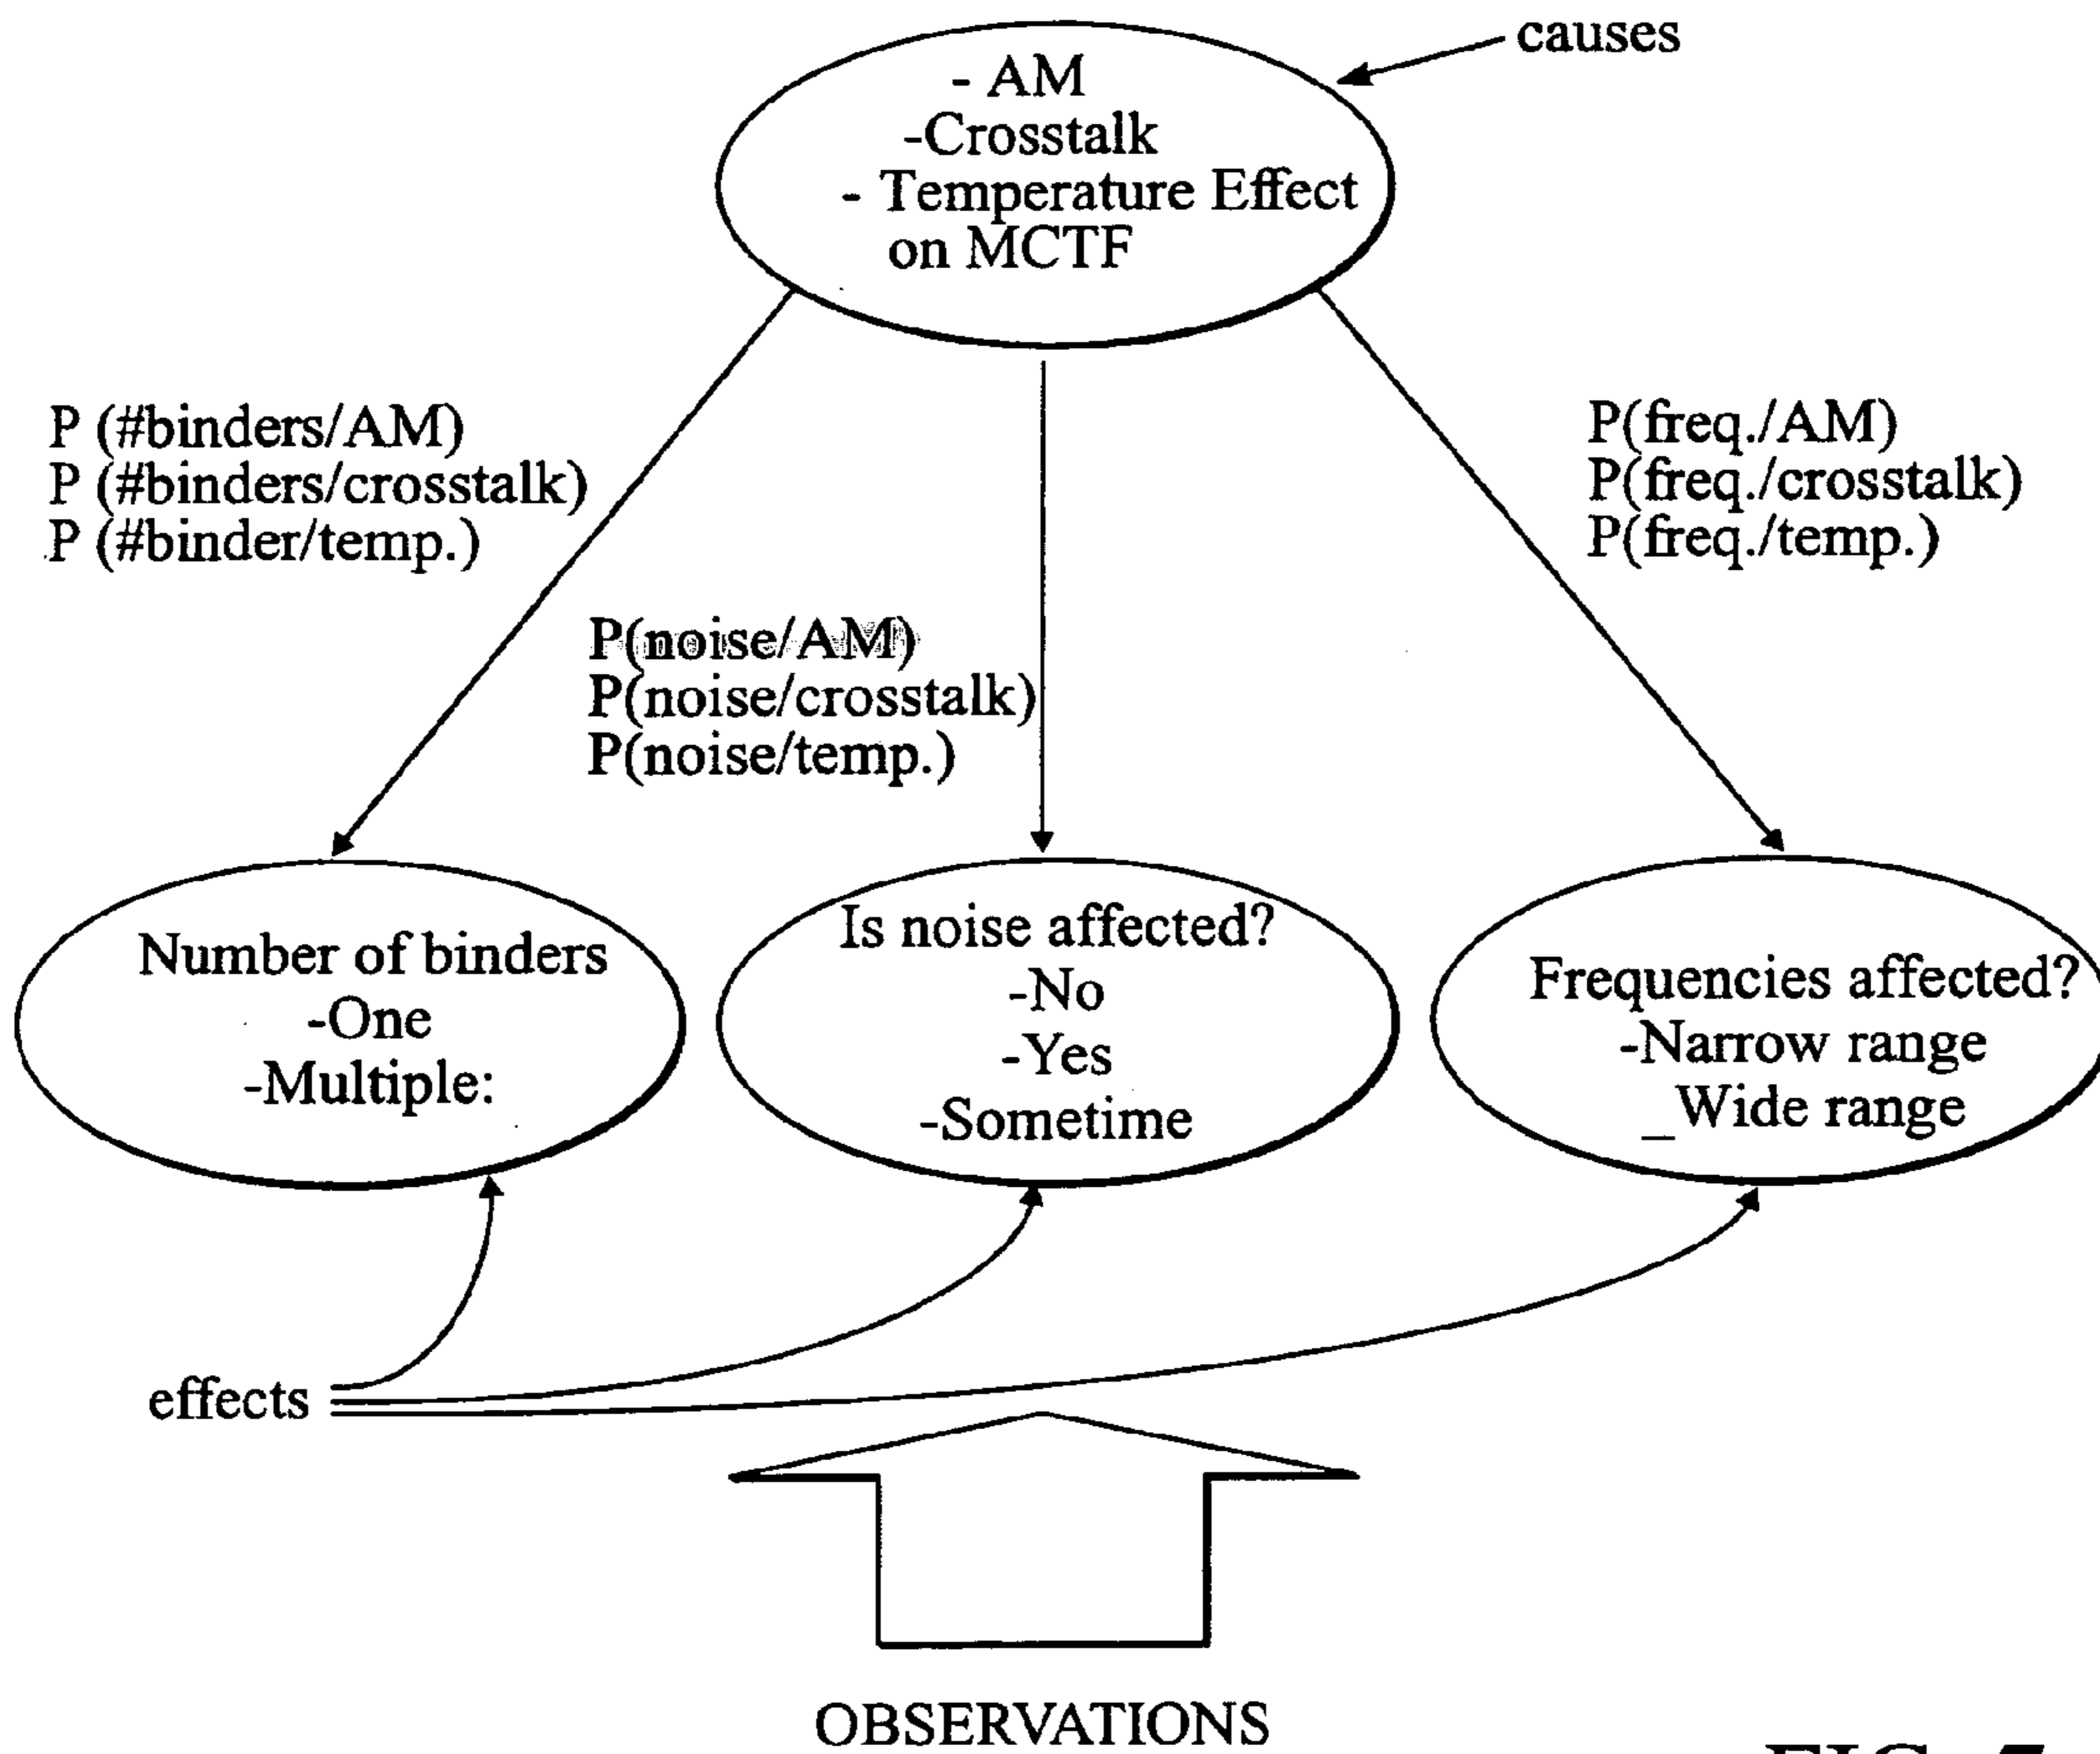 causes
- AM
-Crosstalk
- Temperature Effect
on MCTF
P (#binders/AM)
P (#binders/crosstalk)
P (#binder/temp.)
P(freq./AM)
P(freq./crosstalk)
P(freq./temp.)
P(noise/AM)
P(noise/crosstalk)
P(noise/temp.)
Number of binders
-One
-Multiple:
Is noise affected?
-No
-Yes
-Sometime
Frequencies affected?
-Narrow range
_Wide range
effects
OBSERVATIONS